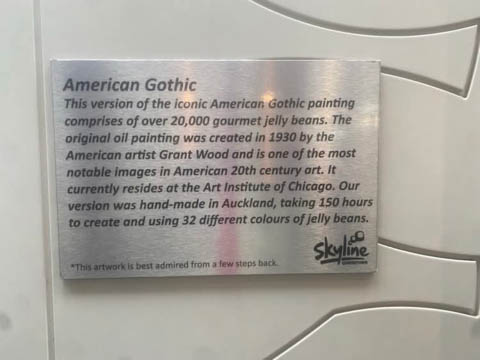 American Gothic
This version of the iconic American Gothic painting
comprises of over 20,000 gourmet jelly beans. The
original oil painting was created in 1930 by the
American artist Grant Wood and is one of the most
notable images in American 20th century art. It
currently resides at the Art Institute of Chicago. Our
version was hand-made in Auckland, taking 150 hours
to create and using 32 different colours of jelly beans.
Skyline
*This artwork is best admired from a few steps back.